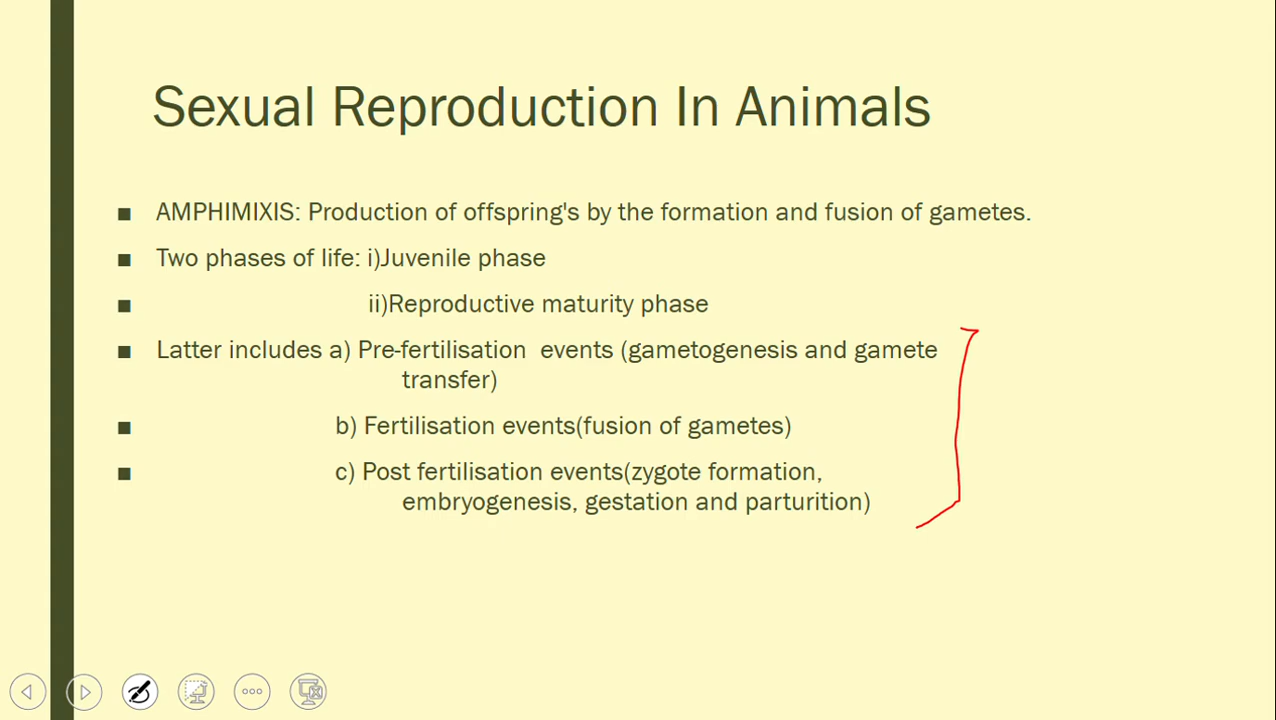 Sexual Reproduction In Animals
AMPHIMIXIS: Production of offspring's by the formation and fusion of gametes.
Two phases of life: i)Juvenile phase
ii)Reproductive maturity phase
Latter includes a) Pre-fertilisation events (gametogenesis and gamete
transfer)
b) Fertilisation events(fusion of gametes)
c) Post fertilisation events(zygote formation,
embryogenesis, gestation and parturition)